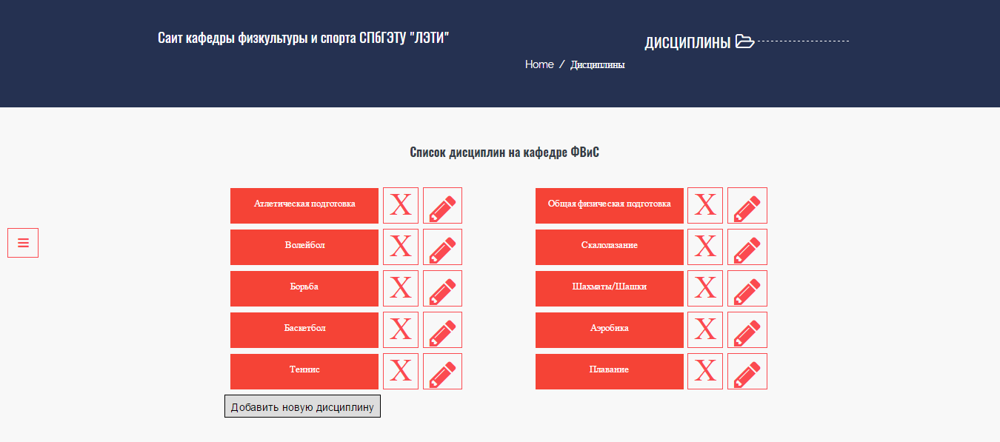 Саит кафедры физкультуры и спорта СПбГЭТУ "ЛЭТИ"
ДИСЦИПЛИНЫ
Home / Дисциплины
Список дисциплин на кафедре ФВиС
Атлетическая подготовка X
Общая физическая подготовка X
Волейбол X
Скалолазание X
Борьба X
Шахматы/Шашки X
Баскетбол X
Аэробика X
Теннис X
Плавание X
Добавить новую дисциплину